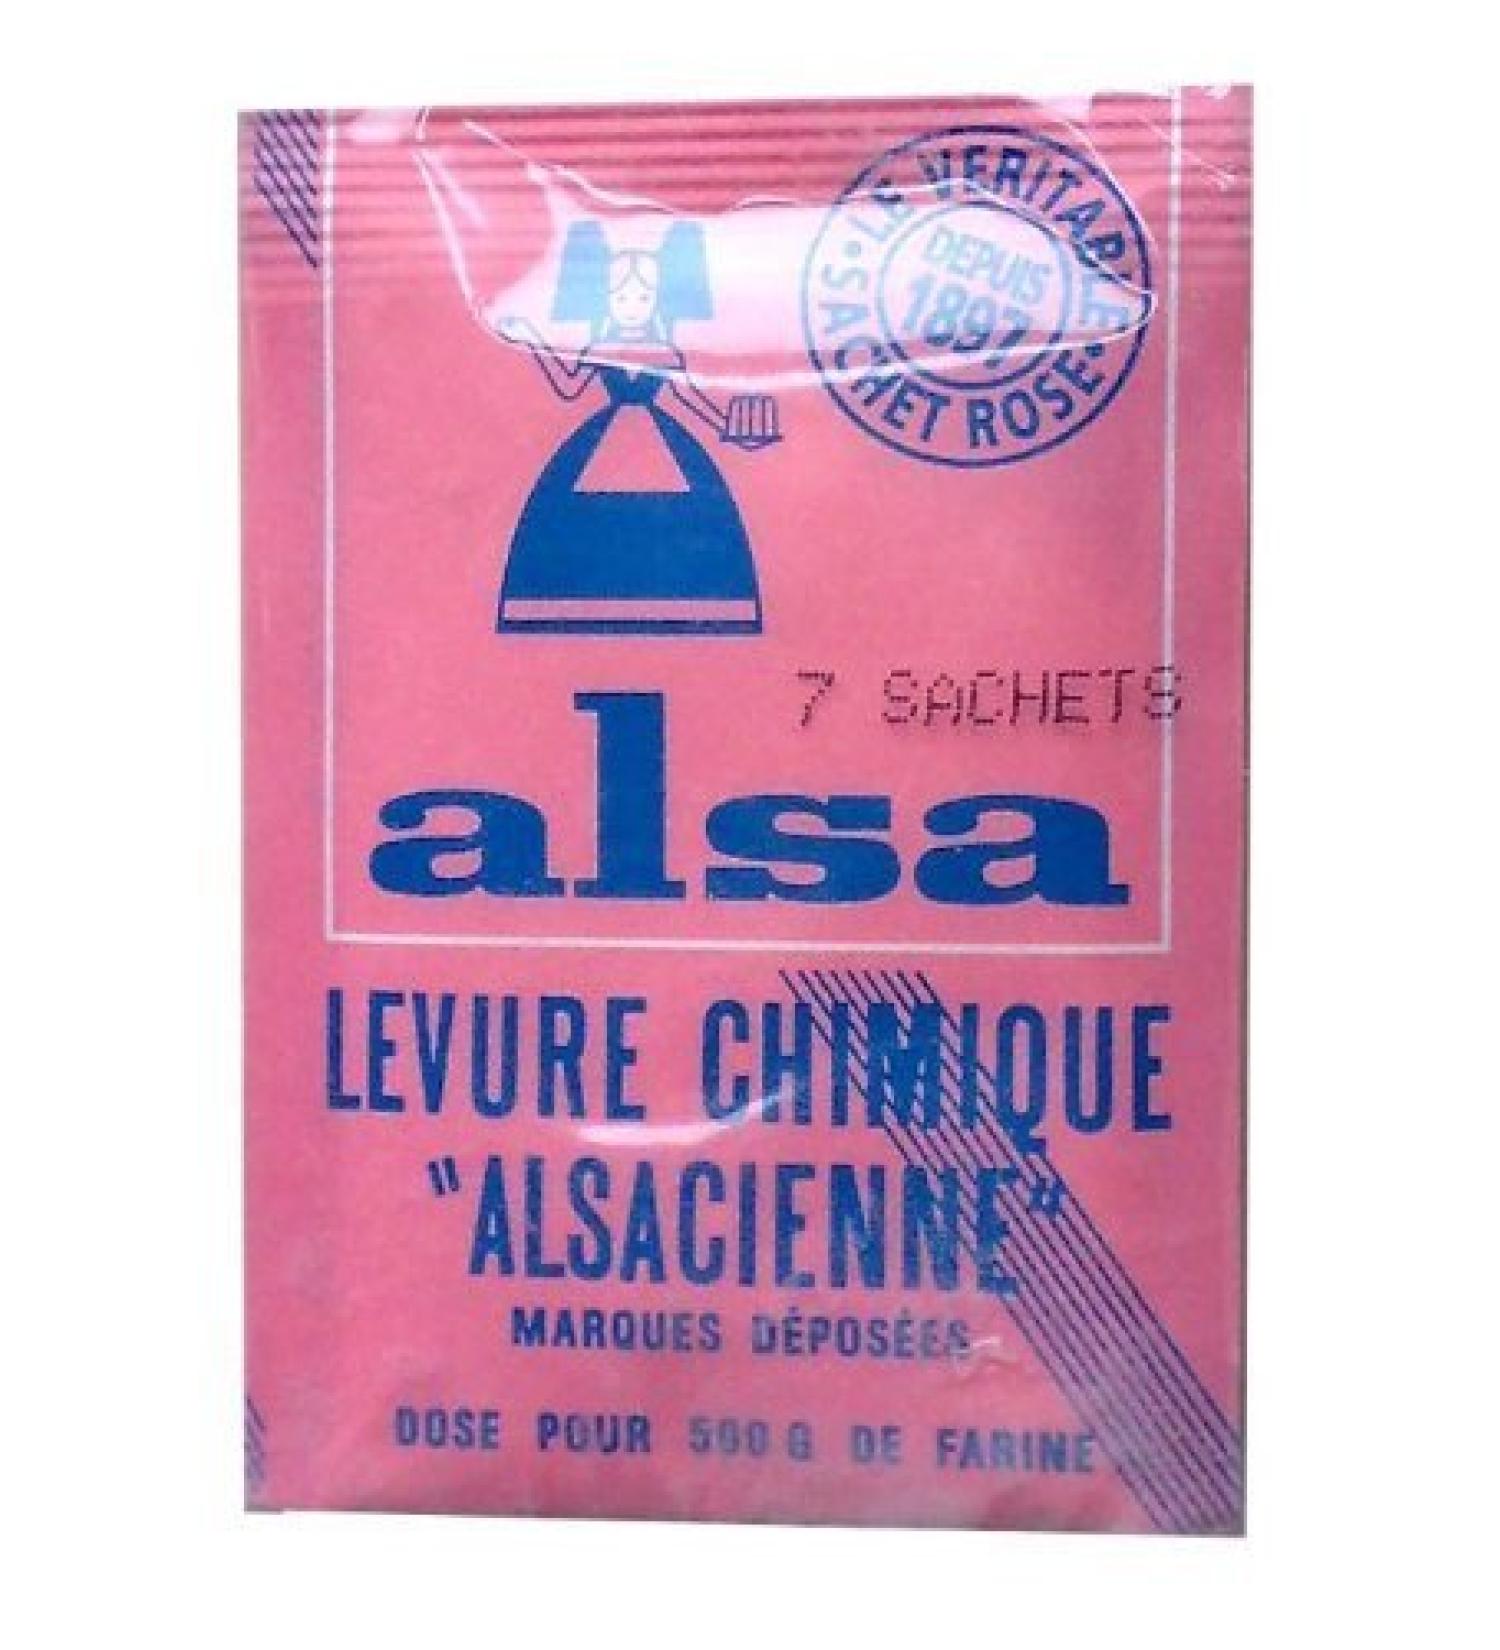 LE VERITABLE
SACHET ROSE
DEPUIS
1897
7 SACHETS
alsa
LEVURE CHIMIQUE
"ALSACIENNE"
MARQUES DÉPOSÉES
DOSE POUR 500 G DE FARINE